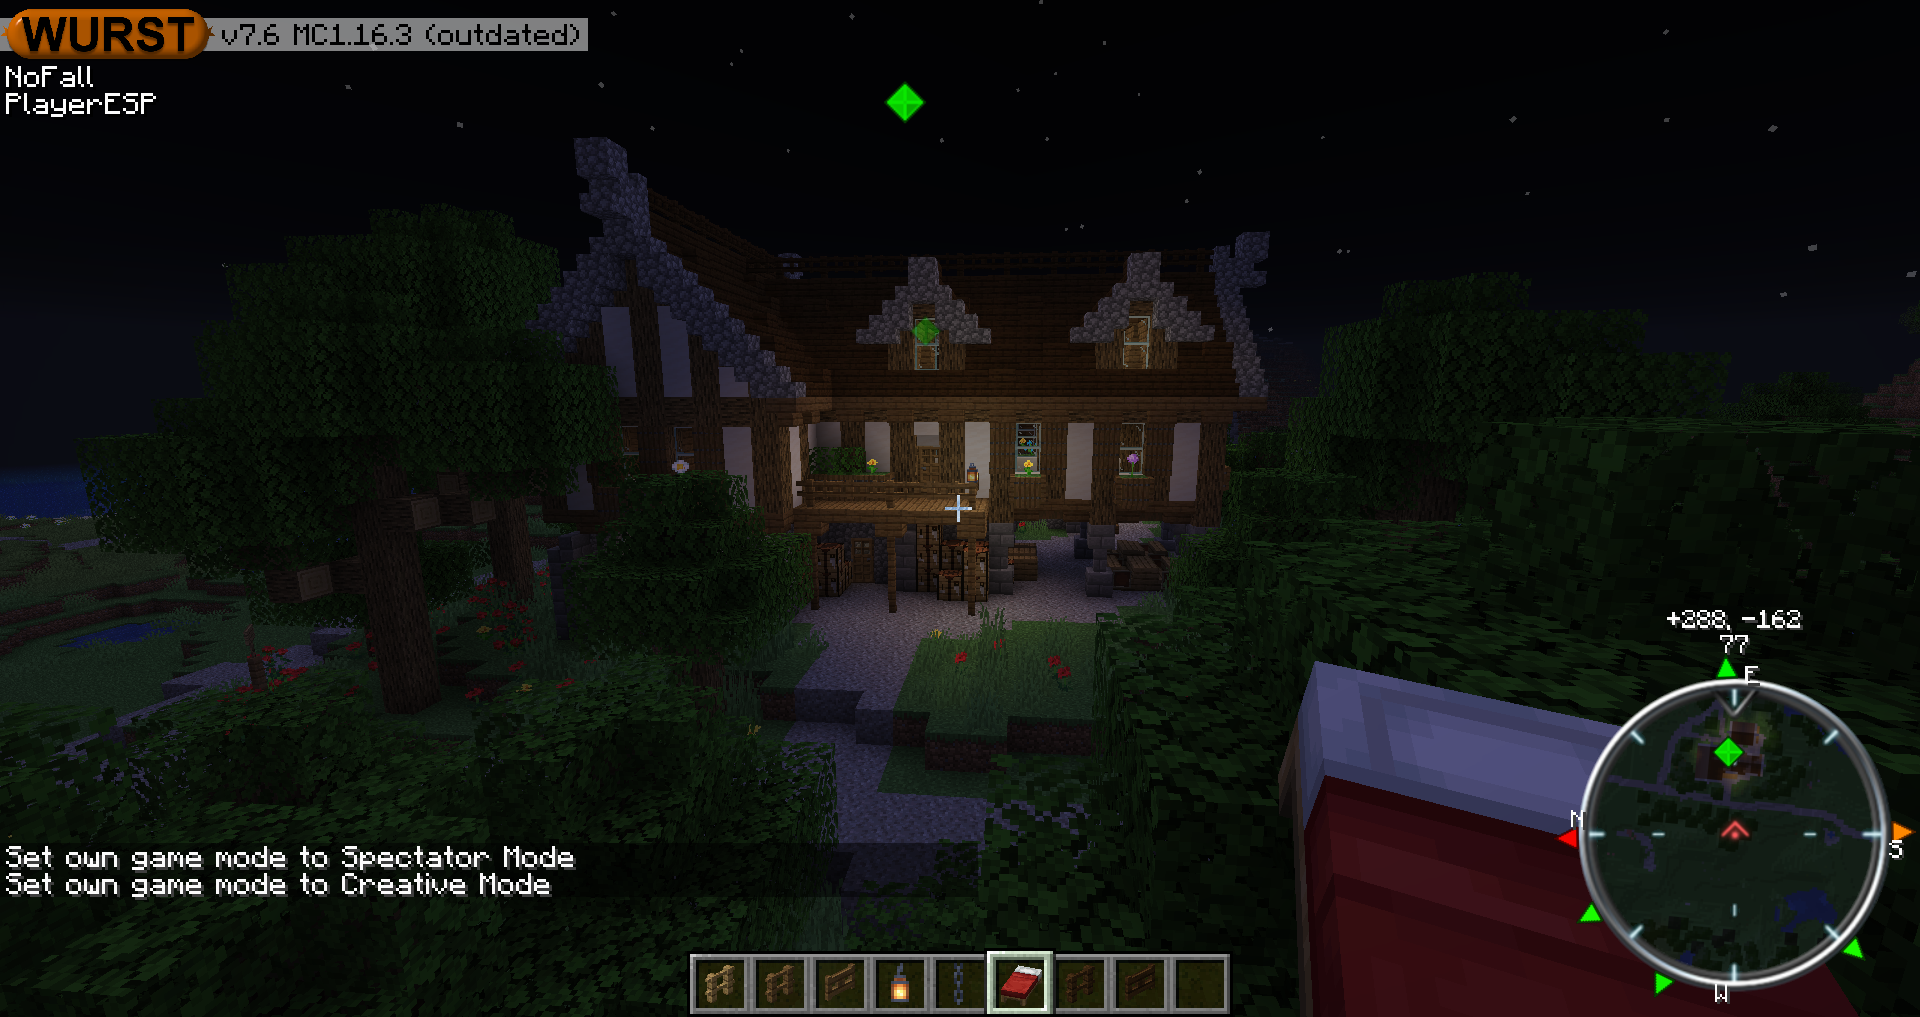 WURST v7.6 MC1.16.3 (outdated)
NoFall
PlayerESP
+288, -162
77
E
N
S
W
Set own game mode to Spectator Mode
Set own game mode to Creative Mode